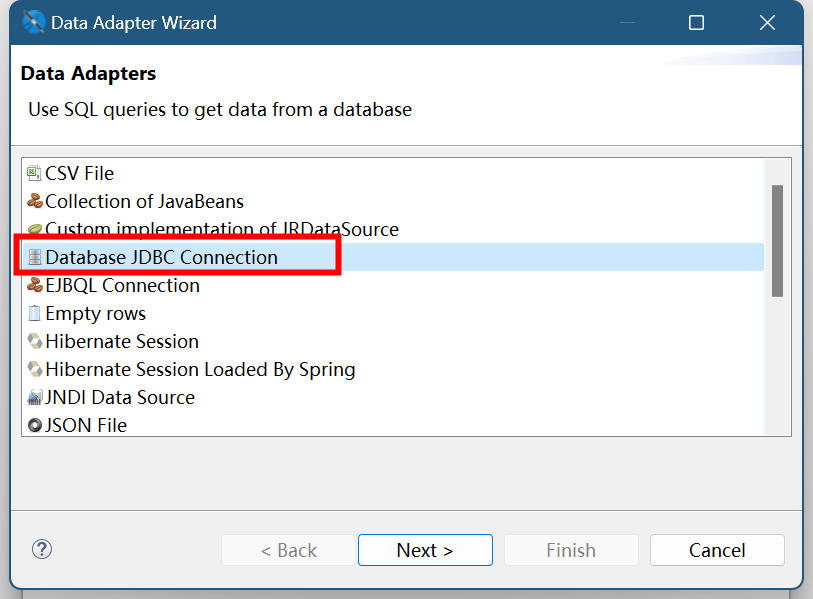 Data Adapter Wizard
Data Adapters
Use SQL queries to get data from a database
CSV File
Collection of JavaBeans
Custom implementation of JRDataSource
Database JDBC Connection
EJBQL Connection
Empty rows
Hibernate Session
Hibernate Session Loaded By Spring
JNDI Data Source
JSON File
?
< Back
Next >
Finish
Cancel